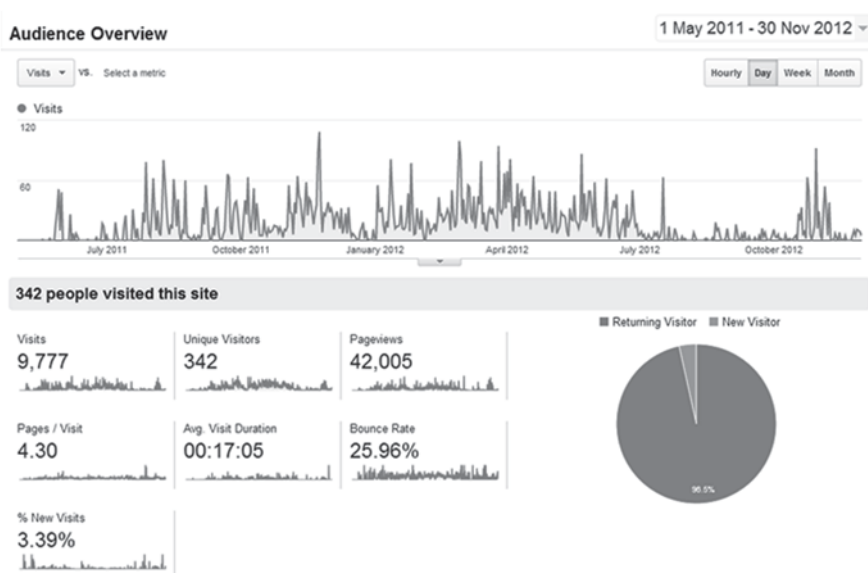 Audience Overview
1 May 2011 - 30 Nov 2012
Visits vs. Select a metric
Hourly Day Week Month
Visits
120
60
July 2011 October 2011 January 2012 April 2012 July 2012 October 2012
342 people visited this site
Visits
9,777
Unique Visitors
342
Pageviews
42,005
Pages / Visit
4.30
Avg. Visit Duration
00:17:05
Bounce Rate
25.96%
% New Visits
3.39%
Returning Visitor New Visitor
96.5%